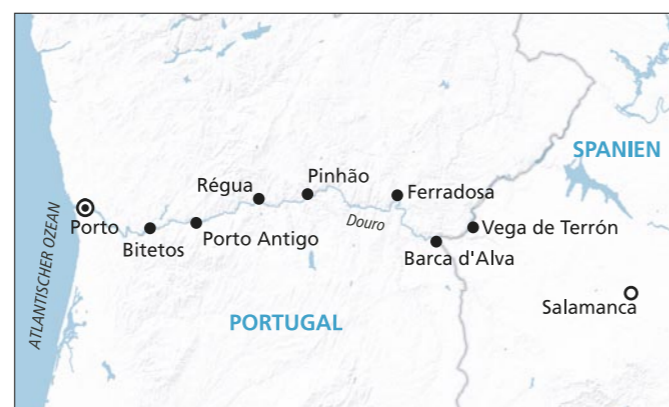 SPANIEN
Pinhão
Régua
Ferradosa
Porto
Douro
Vega de Terrón
Bitetos
Porto Antigo
Barca d'Alva
ATLANTISCHER OZEAN
Salamanca
PORTUGAL